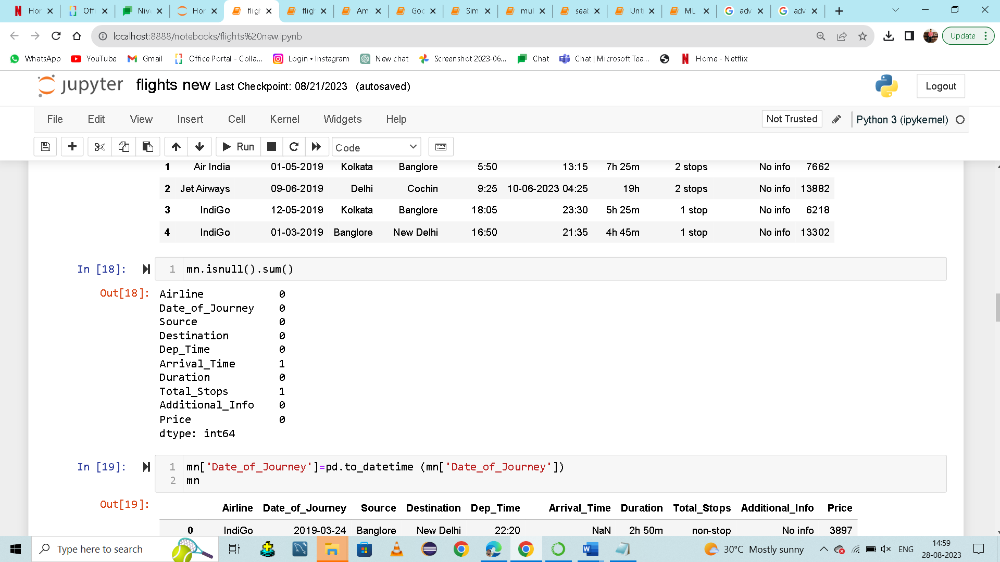 Hor Offi Niv Hor fligh fligh Am Goo Sim mul seab Unti ML adv adv
localhost:8888/notebooks/flights%20new.ipynb Update
WhatsApp YouTube Gmail Office Portal - Colla... Login • Instagram New chat Screenshot 2023-06... Chat Chat | Microsoft Tea... Home - Netflix
jupyter flights new Last Checkpoint: 08/21/2023 (autosaved) Logout
File Edit View Insert Cell Kernel Widgets Help Not Trusted Python 3 (ipykernel)
Run Code
1 Air India 01-05-2019 Kolkata Banglore 5:50 13:15 7h 25m 2 stops No info 7662
2 Jet Airways 09-06-2019 Delhi Cochin 9:25 10-06-2023 04:25 19h 2 stops No info 13882
3 IndiGo 12-05-2019 Kolkata Banglore 18:05 23:30 5h 25m 1 stop No info 6218
4 IndiGo 01-03-2019 Banglore New Delhi 16:50 21:35 4h 45m 1 stop No info 13302
In [18]: 1 mn.isnull().sum()
Out[18]: Airline 0
Date_of_Journey 0
Source 0
Destination 0
Dep_Time 0
Arrival_Time 1
Duration 0
Total_Stops 1
Additional_Info 0
Price 0
dtype: int64
In [19]: 1 mn['Date_of_Journey']=pd.to_datetime (mn['Date_of_Journey'])
2 mn
Out[19]:
Airline Date_of_Journey Source Destination Dep_Time Arrival_Time Duration Total_Stops Additional_Info Price
0 IndiGo 2019-03-24 Banglore New Delhi 22:20 NaN 2h 50m non-stop No info 3897
Type here to search 30°C Mostly sunny ENG 14:59
28-08-2023